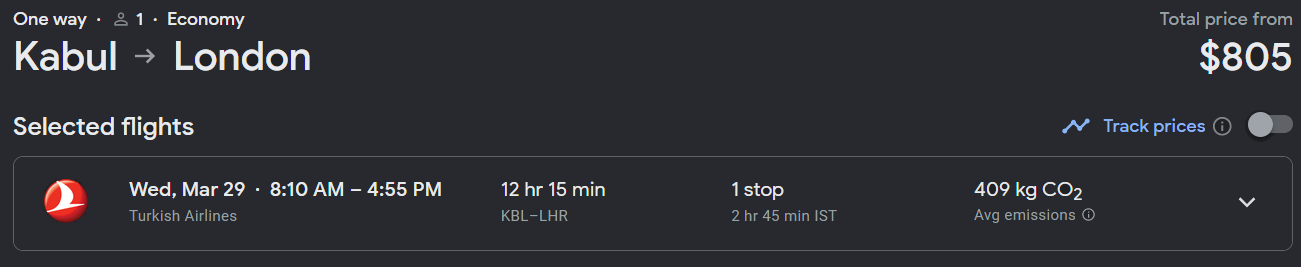 One way · 1 · Economy
Total price from
Kabul → London
$805
Selected flights
Track prices
Wed, Mar 29 · 8:10 AM – 4:55 PM
12 hr 15 min
1 stop
409 kg CO₂
Turkish Airlines
KBL–LHR
2 hr 45 min IST
Avg emissions